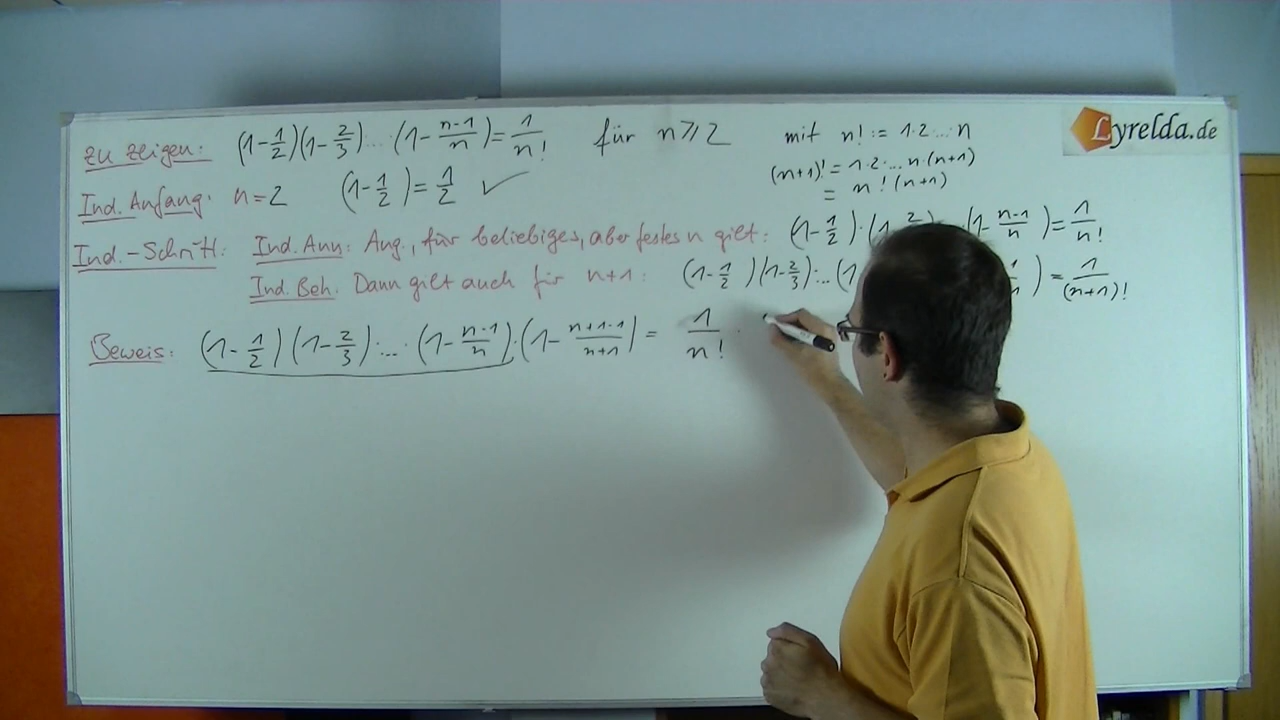 zu zeigen: (1-1/2)(1-2/3)·...·(1-(n-1)/n)=1/n! für n≥2 mit n! := 1·2·...·n
(n+1)! = 1·2·...·n·(n+1)
= n! (n+1)
Lyrelda.de
Ind. Anfang: n=2 (1-1/2)=1/2 ✓
Ind.-Schritt: Ind. Ann: Ang., für beliebiges, aber festes n gilt: (1-1/2)·(1-2/ (1-(n-1)/n)=1/n!
Ind. Beh. Dann gilt auch für n+1: (1-1/2)(1-2/3)·...(1 )=1/(n+1)!
Beweis: (1-1/2)(1-2/3)·...·(1-(n-1)/n)·(1-(n+1-1)/(n+1))= 1/n! ·